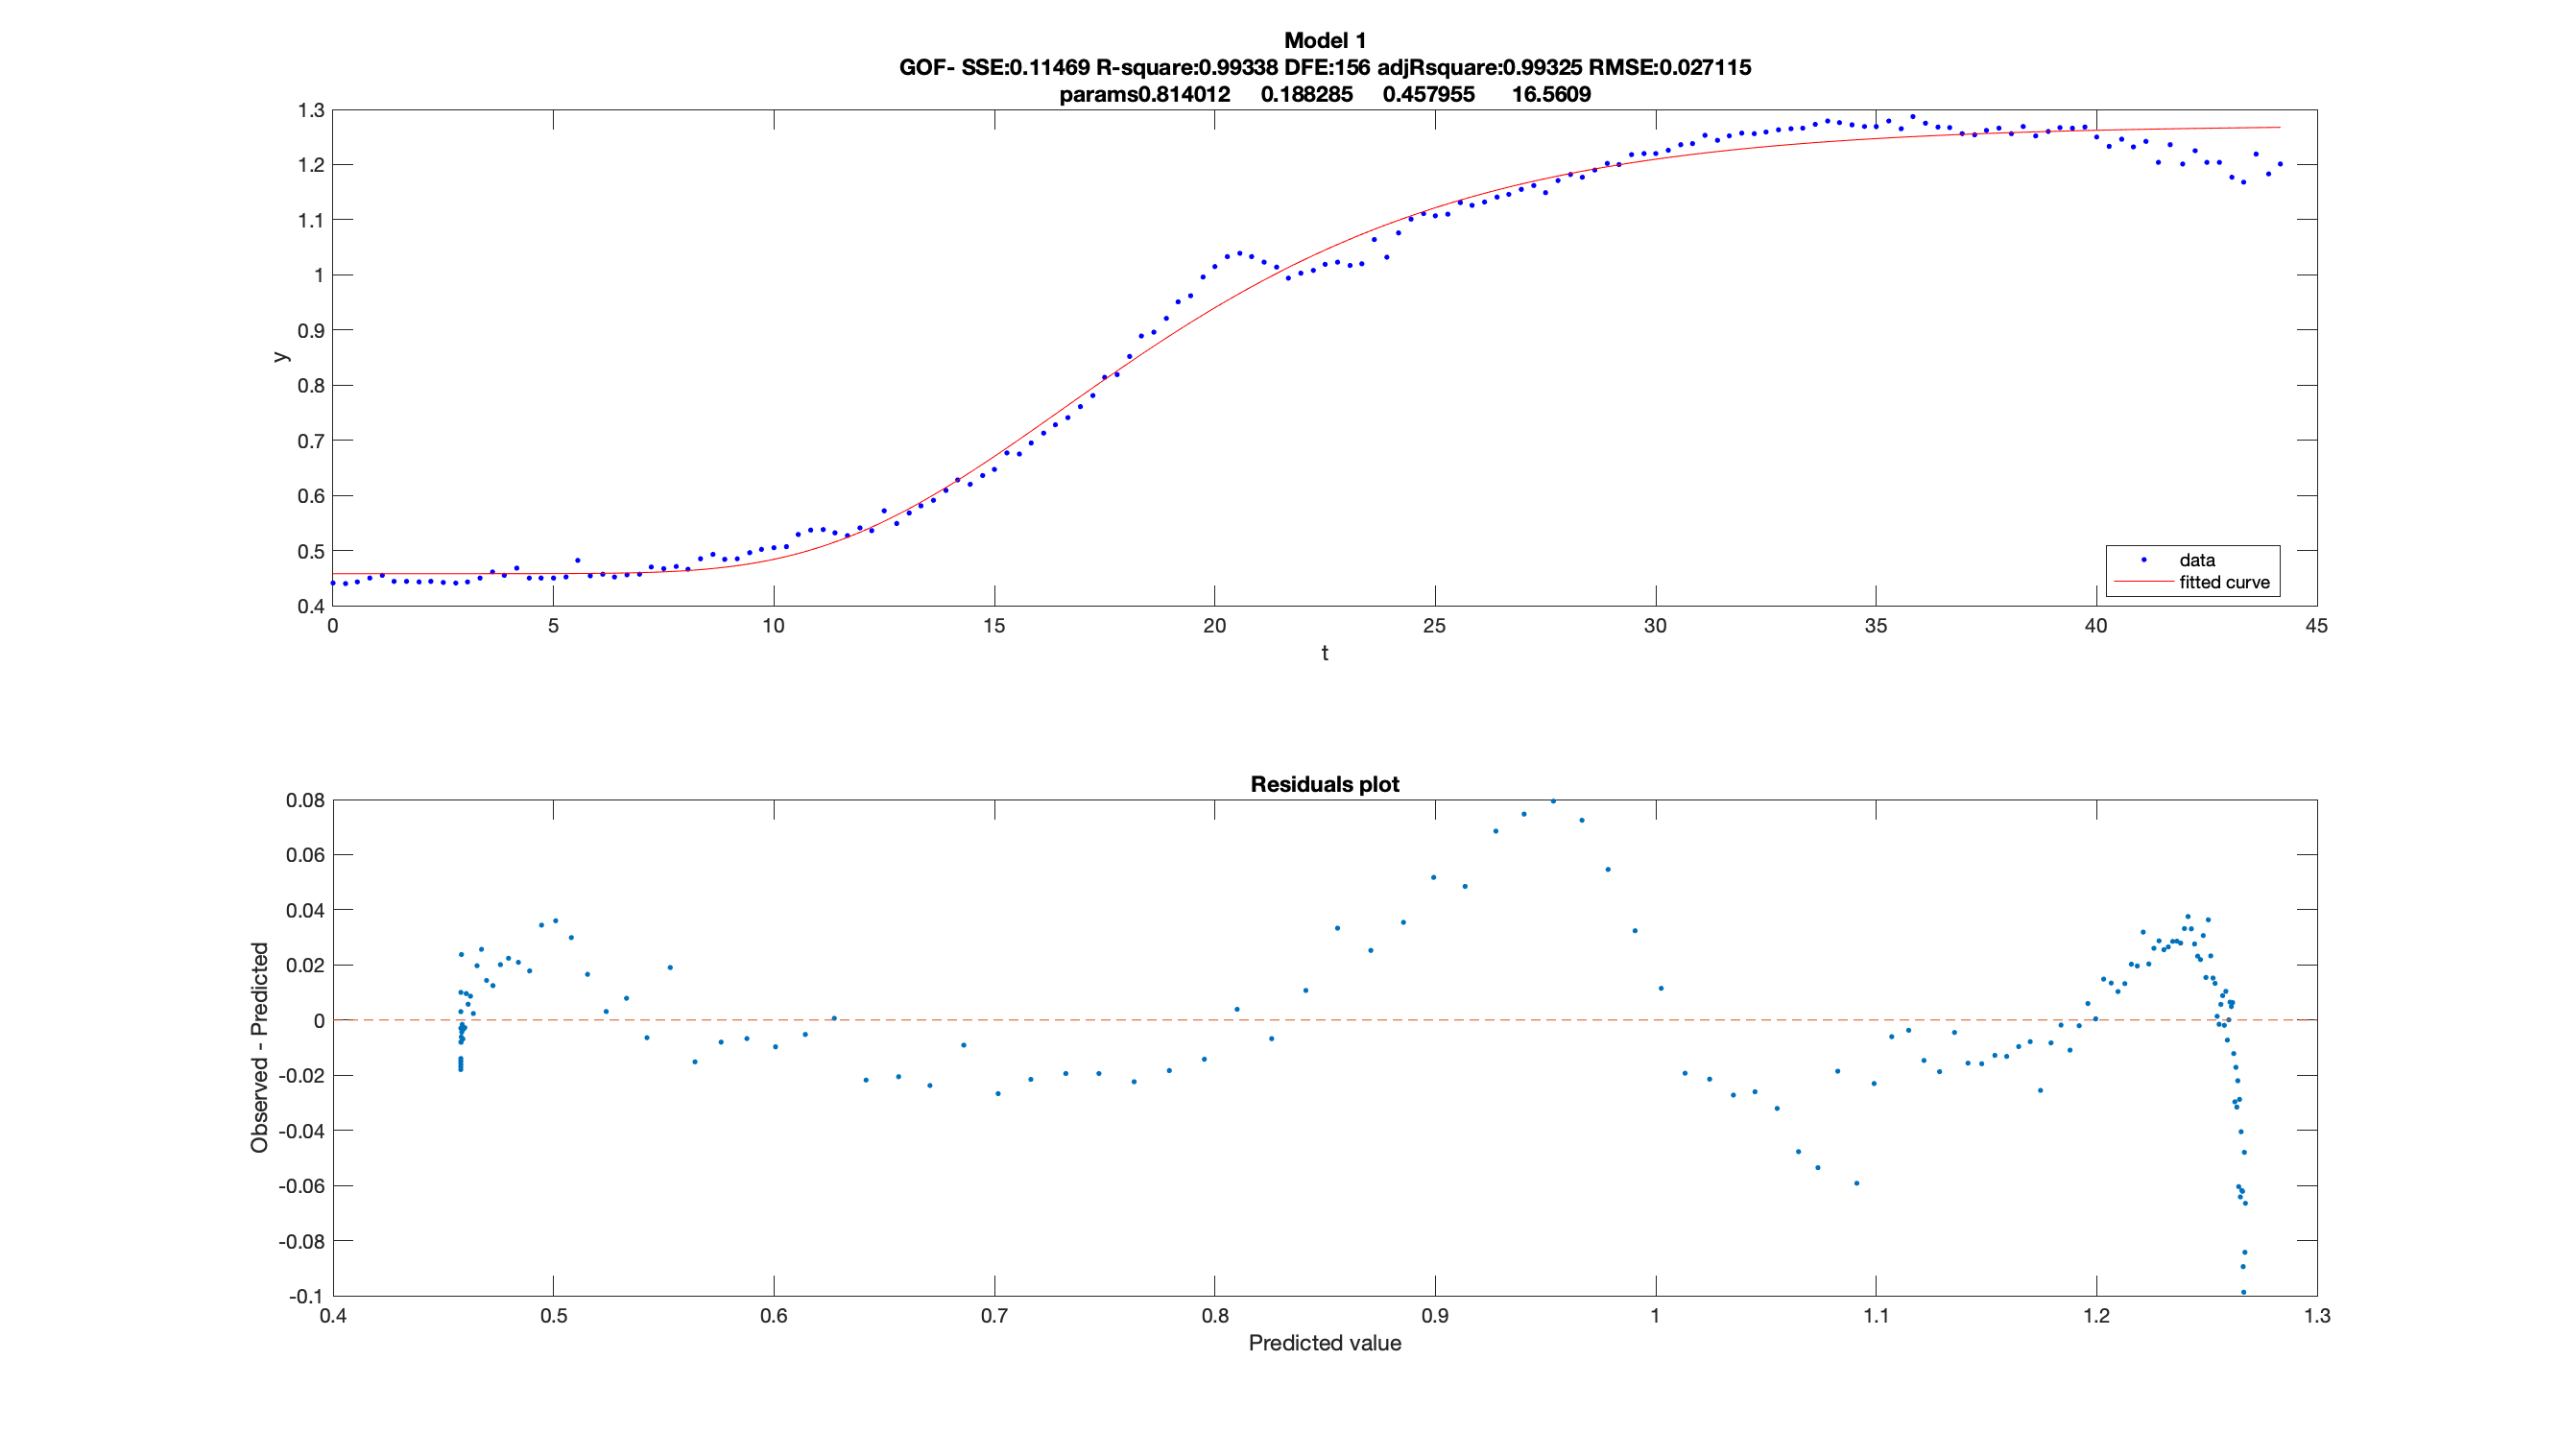 Model 1
GOF- SSE:0.11469 R-square:0.99338 DFE:156 adjRsquare:0.99325 RMSE:0.027115
params0.814012 0.188285 0.457955 16.5609
1.3
1.2
1.1
1
0.9
0.8
0.7
0.6
0.5
0.4
y
data
fitted curve
0 5 10 15 20 25 30 35 40 45
t
Residuals plot
0.08
0.06
0.04
0.02
0
-0.02
-0.04
-0.06
-0.08
-0.1
Observed - Predicted
0.4 0.5 0.6 0.7 0.8 0.9 1 1.1 1.2 1.3
Predicted value